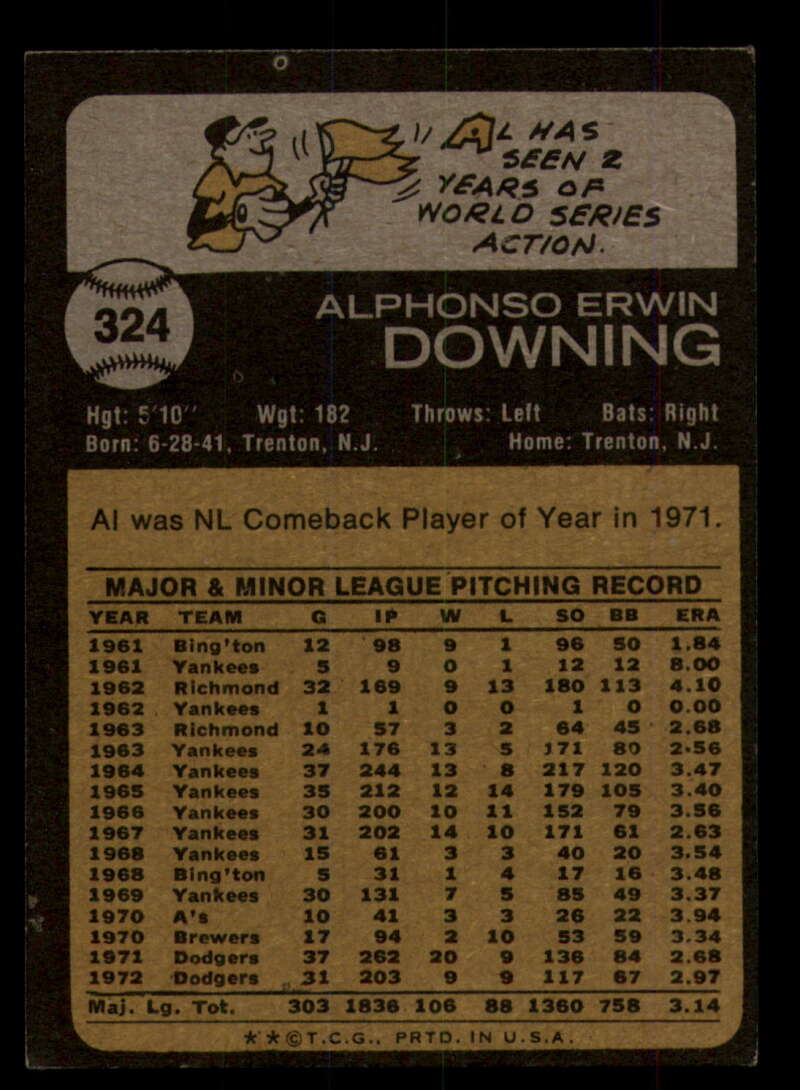 AL HAS
SEEN 2
YEARS OF
WORLD SERIES
ACTION.
324
ALPHONSO ERWIN
DOWNING
Hgt: 5'10" Wgt: 182 Throws: Left Bats: Right
Born: 6-28-41, Trenton, N.J. Home: Trenton, N.J.
Al was NL Comeback Player of Year in 1971.
MAJOR & MINOR LEAGUE PITCHING RECORD
YEAR TEAM G IP W L SO BB ERA
1961 Bing'ton 12 98 9 1 96 50 1.84
1961 Yankees 5 9 0 1 12 12 8.00
1962 Richmond 32 169 9 13 180 113 4.10
1962 Yankees 1 1 0 0 1 0 0.00
1963 Richmond 10 57 3 2 64 45 2.68
1963 Yankees 24 176 13 5 171 80 2.56
1964 Yankees 37 244 13 8 217 120 3.47
1965 Yankees 35 212 12 14 179 105 3.40
1966 Yankees 30 200 10 11 152 79 3.56
1967 Yankees 31 202 14 10 171 61 2.63
1968 Yankees 15 61 3 3 40 20 3.54
1968 Bing'ton 5 31 1 4 17 16 3.48
1969 Yankees 30 131 7 5 85 49 3.37
1970 A's 10 41 3 3 26 22 3.94
1970 Brewers 17 94 2 10 53 59 3.34
1971 Dodgers 37 262 20 9 136 84 2.68
1972 Dodgers 31 203 9 9 117 67 2.97
Maj. Lg. Tot. 303 1836 106 88 1360 758 3.14
**©T.C.G., PRTD. IN U.S.A.